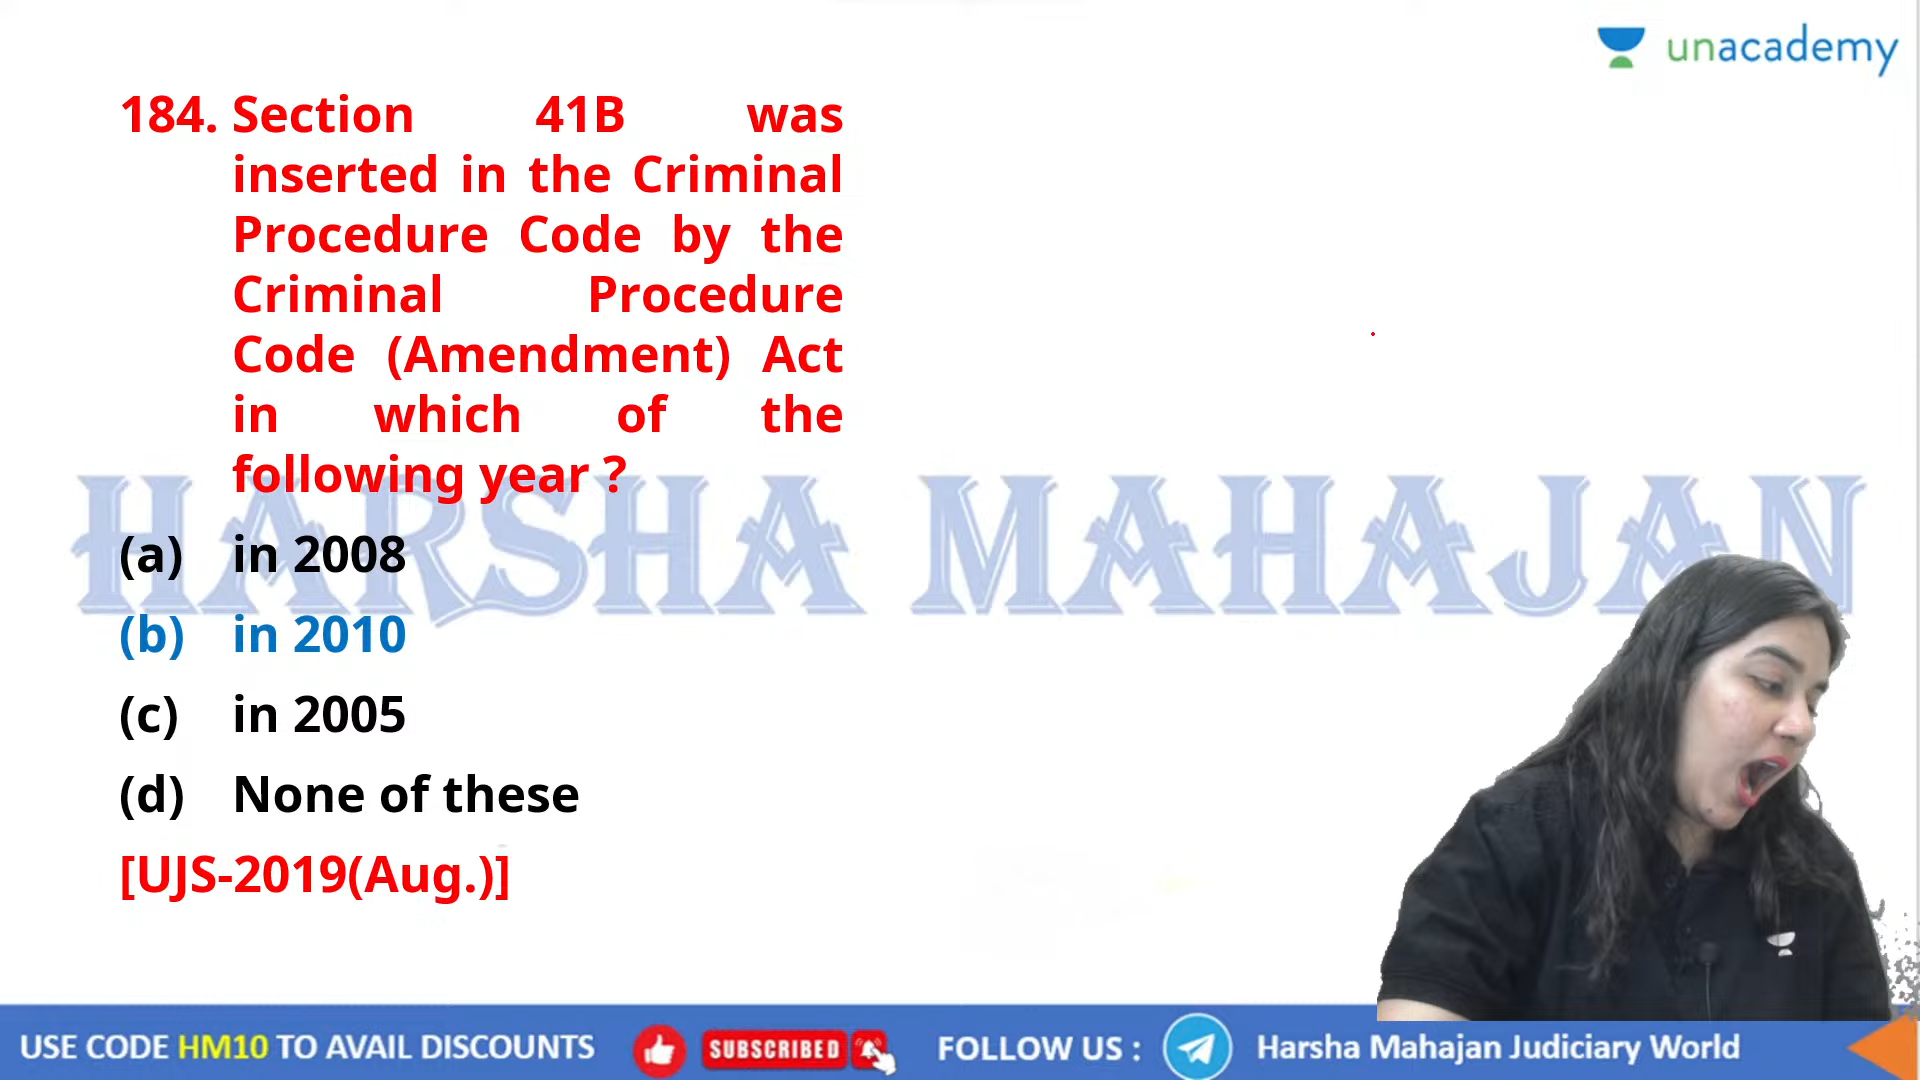 unacademy
184. Section 41B was
inserted in the Criminal
Procedure Code by the
Criminal Procedure
Code (Amendment) Act
in which of the
following year ?
HARSHA MAHAJAN
(a) in 2008
(b) in 2010
(c) in 2005
(d) None of these
[UJS-2019(Aug.)]
USE CODE HM10 TO AVAIL DISCOUNTS SUBSCRIBED FOLLOW US : Harsha Mahajan Judiciary World